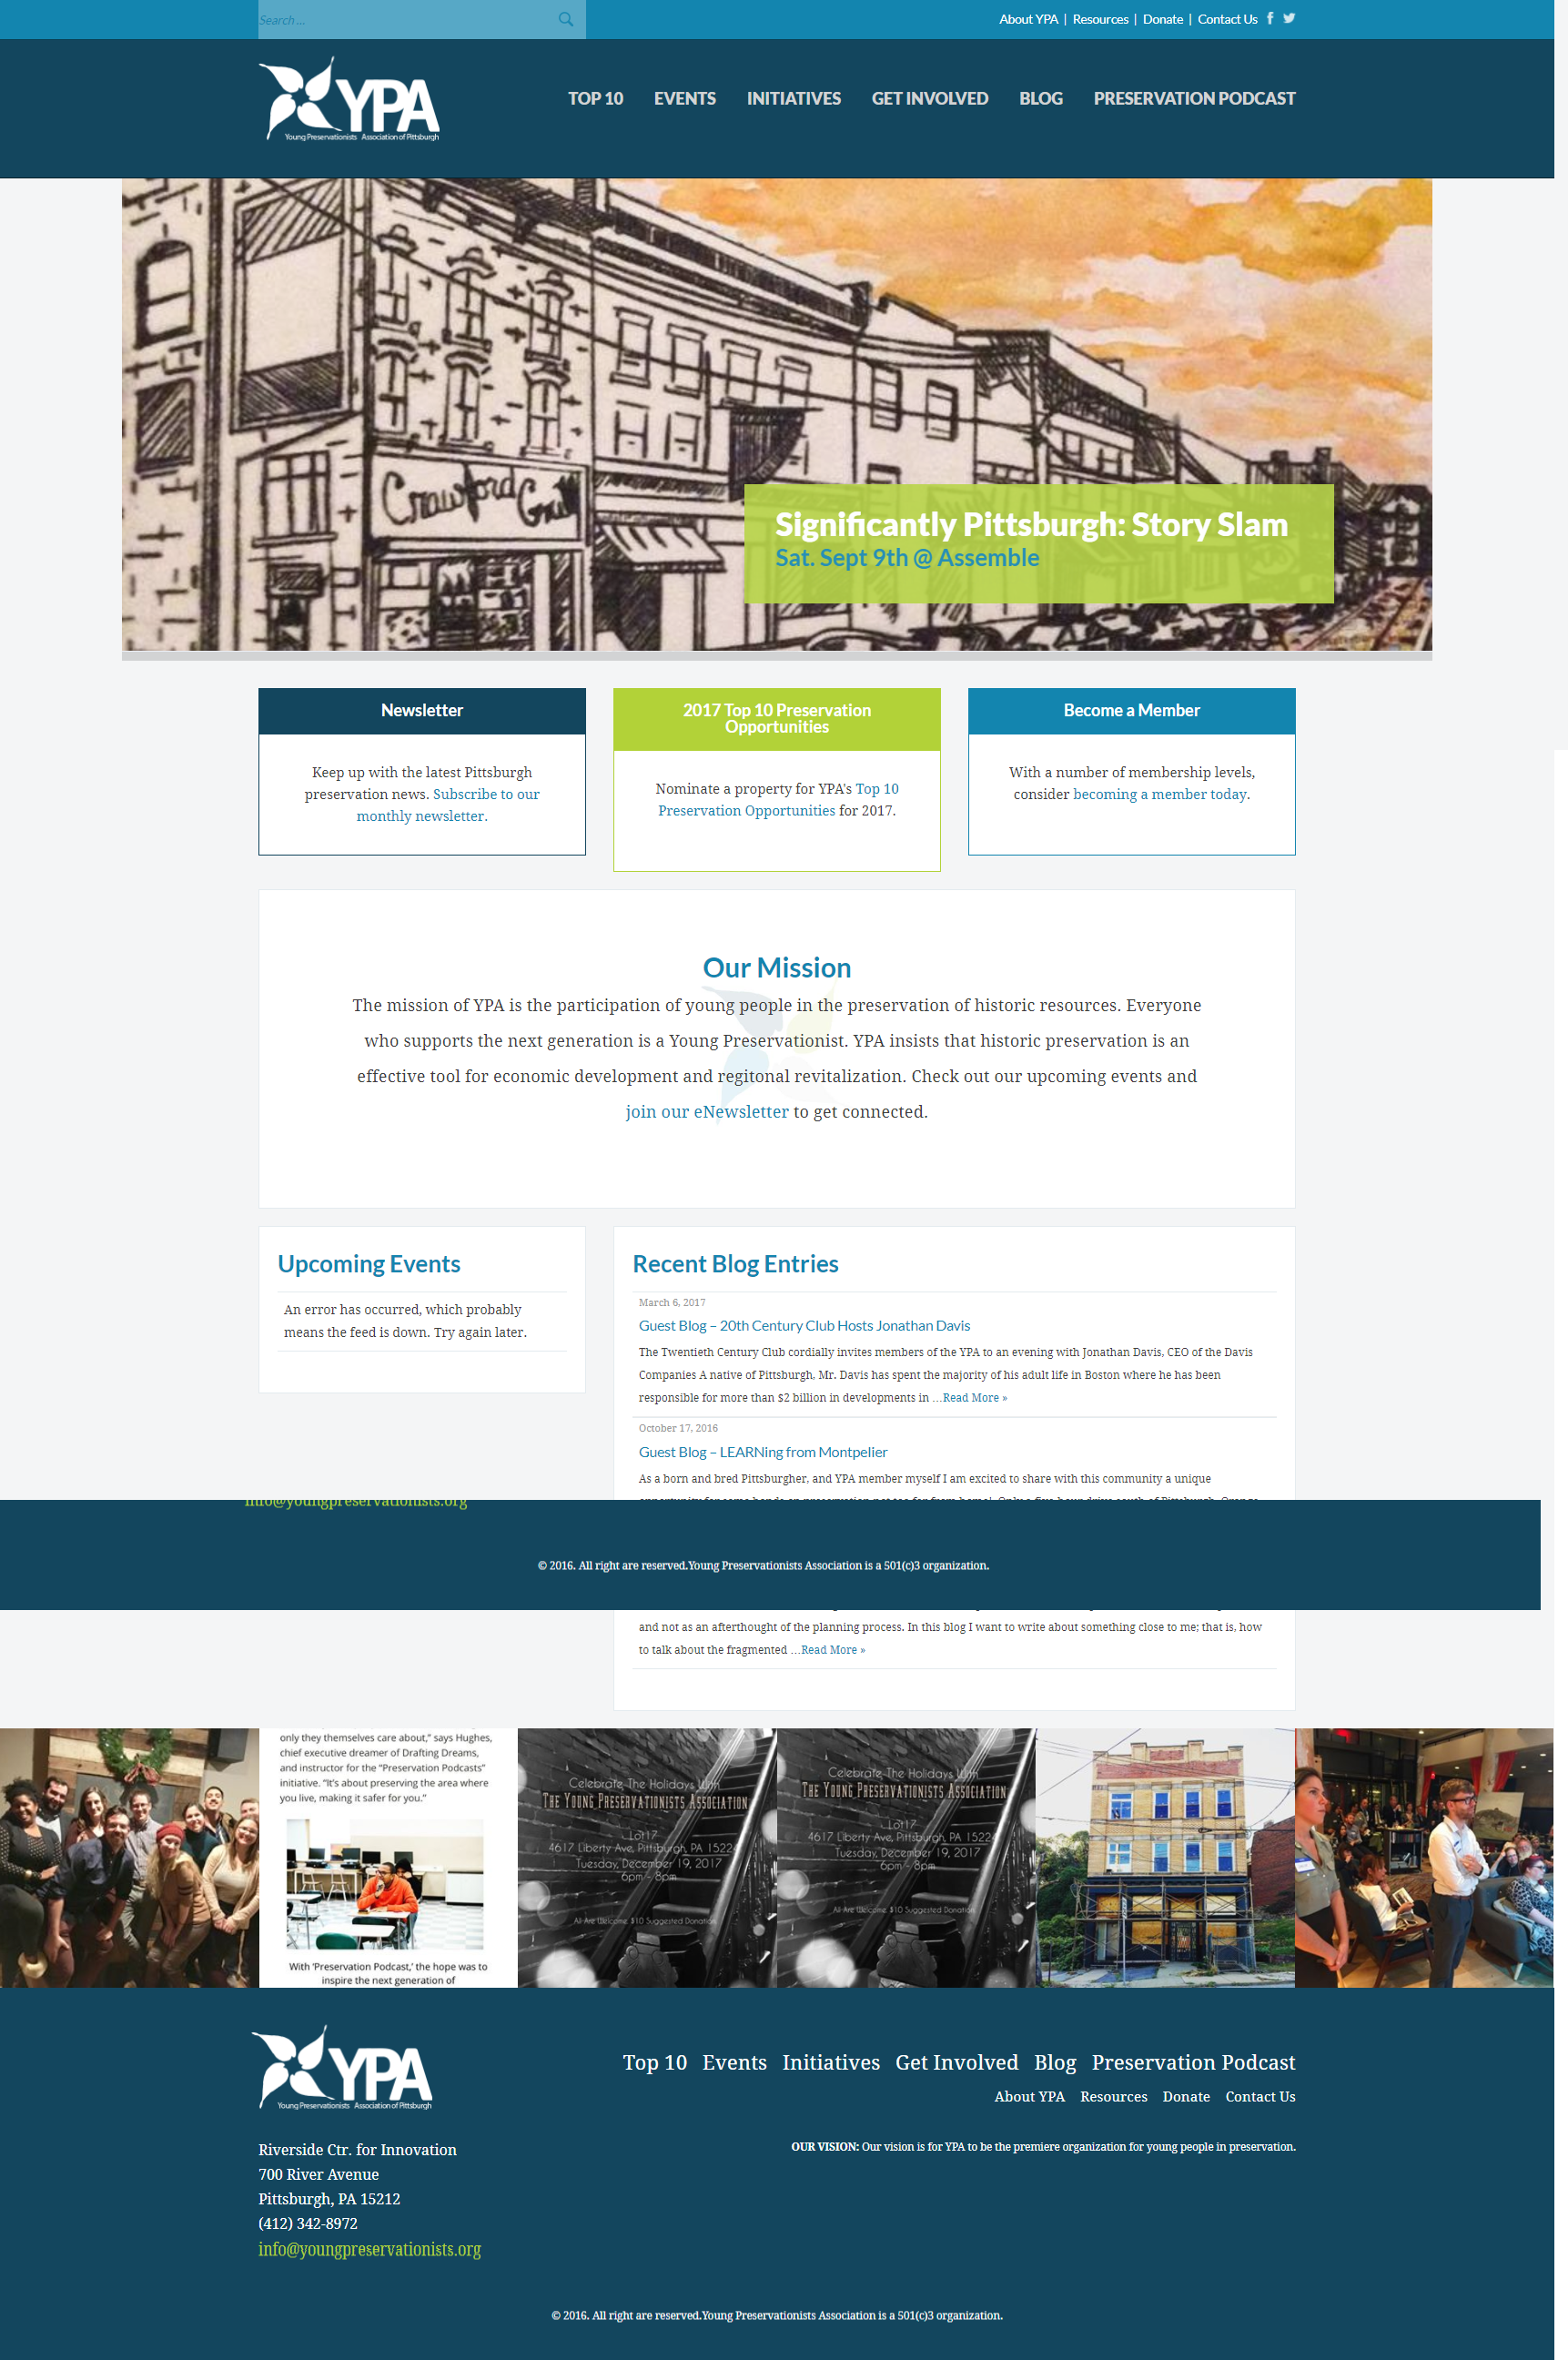 Search ...
About YPA | Resources | Donate | Contact Us
YPA
Young Preservationists Association of Pittsburgh
TOP 10 EVENTS INITIATIVES GET INVOLVED BLOG PRESERVATION PODCAST
Crawford Grill
Significantly Pittsburgh: Story Slam
Sat. Sept 9th @ Assemble
Newsletter
Keep up with the latest Pittsburgh
preservation news. Subscribe to our
monthly newsletter.
2017 Top 10 Preservation
Opportunities
Nominate a property for YPA's Top 10
Preservation Opportunities for 2017.
Become a Member
With a number of membership levels,
consider becoming a member today.
Our Mission
The mission of YPA is the participation of young people in the preservation of historic resources. Everyone
who supports the next generation is a Young Preservationist. YPA insists that historic preservation is an
effective tool for economic development and regitonal revitalization. Check out our upcoming events and
join our eNewsletter to get connected.
Upcoming Events
An error has occurred, which probably
means the feed is down. Try again later.
Recent Blog Entries
March 6, 2017
Guest Blog – 20th Century Club Hosts Jonathan Davis
The Twentieth Century Club cordially invites members of the YPA to an evening with Jonathan Davis, CEO of the Davis
Companies A native of Pittsburgh, Mr. Davis has spent the majority of his adult life in Boston where he has been
responsible for more than $2 billion in developments in …Read More »
October 17, 2016
Guest Blog – LEARNing from Montpelier
As a born and bred Pittsburgher, and YPA member myself I am excited to share with this community a unique
info@youngpreservationists.org
© 2016. All right are reserved.Young Preservationists Association is a 501(c)3 organization.
and not as an afterthought of the planning process. In this blog I want to write about something close to me; that is, how
to talk about the fragmented …Read More »
only they themselves care about,” says Hughes,
chief executive dreamer of Drafting Dreams,
and instructor for the “Preservation Podcasts”
initiative. “It’s about preserving the area where
you live, making it safer for you.”
With ‘Preservation Podcast,’ the hope was to
inspire the next generation of
Celebrate The Holidays With
The Young Preservationists Association
Lot17
4617 Liberty Ave, Pittsburgh, PA 15224
Tuesday, December 19, 2017
6pm - 8pm
All Are Welcome. $10 Suggested Donation
Celebrate The Holidays With
The Young Preservationists Association
Lot17
4617 Liberty Ave, Pittsburgh, PA 15224
Tuesday, December 19, 2017
6pm - 8pm
All Are Welcome. $10 Suggested Donation
YPA
Young Preservationists Association of Pittsburgh
Top 10 Events Initiatives Get Involved Blog Preservation Podcast
About YPA Resources Donate Contact Us
OUR VISION: Our vision is for YPA to be the premiere organization for young people in preservation.
Riverside Ctr. for Innovation
700 River Avenue
Pittsburgh, PA 15212
(412) 342-8972
info@youngpreservationists.org
© 2016. All right are reserved.Young Preservationists Association is a 501(c)3 organization.